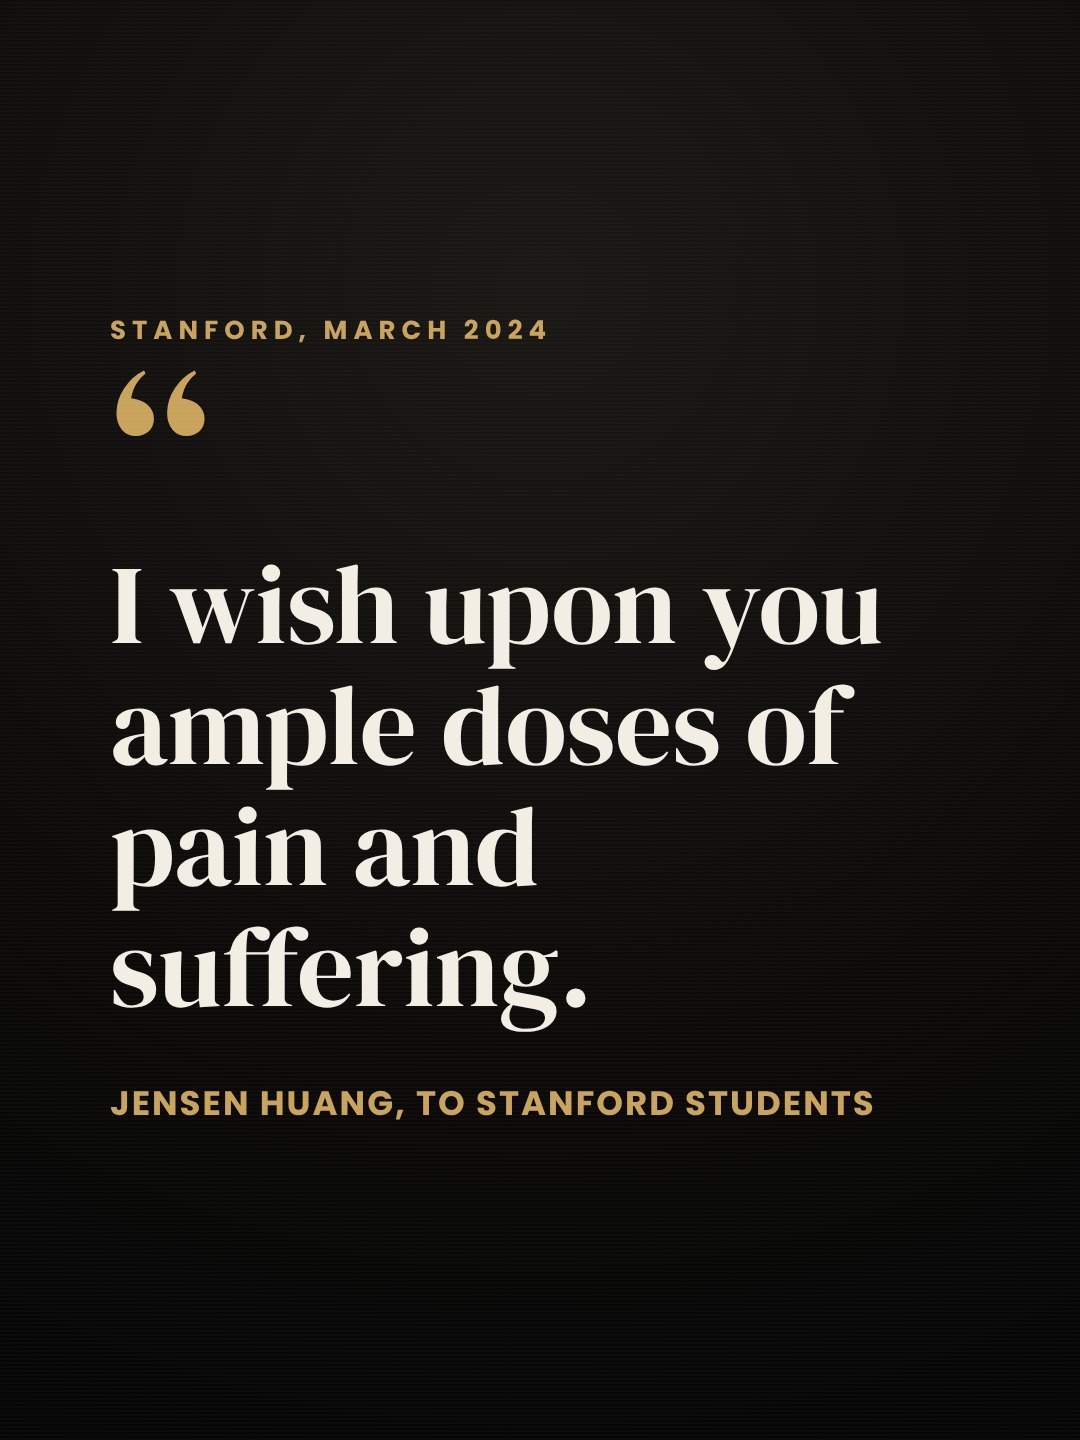 STANFORD, MARCH 2024
“
I wish upon you
ample doses of
pain and
suffering.
JENSEN HUANG, TO STANFORD STUDENTS